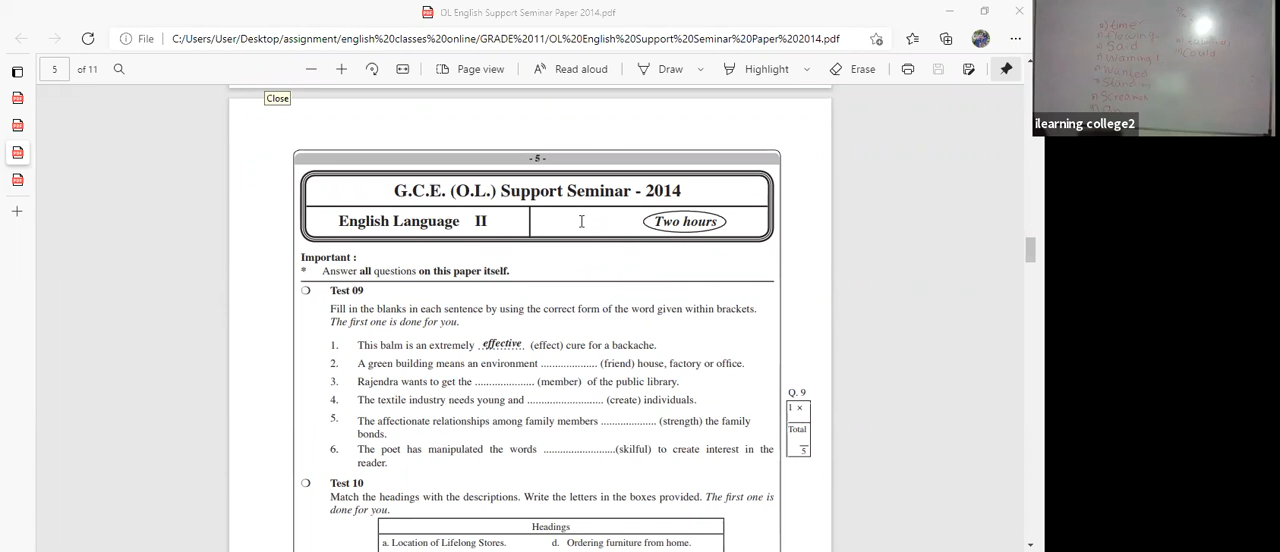 OL English Support Seminar Paper 2014.pdf
File C:/Users/User/Desktop/assignment/english%20class%20online/GRADE%2011/OL%20English%20Support%20Seminar%20Paper%202014.pdf
5 of 11 Page view Read aloud Draw Highlight Erase
Close
time
flowing
Said
Warning
Wanted
Standing
Screamed
Could
ilearning college2
- 5 -
G.C.E. (O.L.) Support Seminar - 2014
English Language II Two hours
Important :
* Answer all questions on this paper itself.
Test 09
Fill in the blanks in each sentence by using the correct form of the word given within brackets.
The first one is done for you.
1. This balm is an extremely effective (effect) cure for a backache.
2. A green building means an environment .................... (friend) house, factory or office.
3. Rajendra wants to get the ..................... (member) of the public library.
4. The textile industry needs young and ........................... (create) individuals.
5. The affectionate relationships among family members .................... (strength) the family
bonds.
6. The poet has manipulated the words .........................(skilful) to create interest in the
reader.
Q. 9
1 ×
Total
5
Test 10
Match the headings with the descriptions. Write the letters in the boxes provided. The first one is
done for you.
Headings
a. Location of Lifelong Stores. d. Ordering furniture from home.